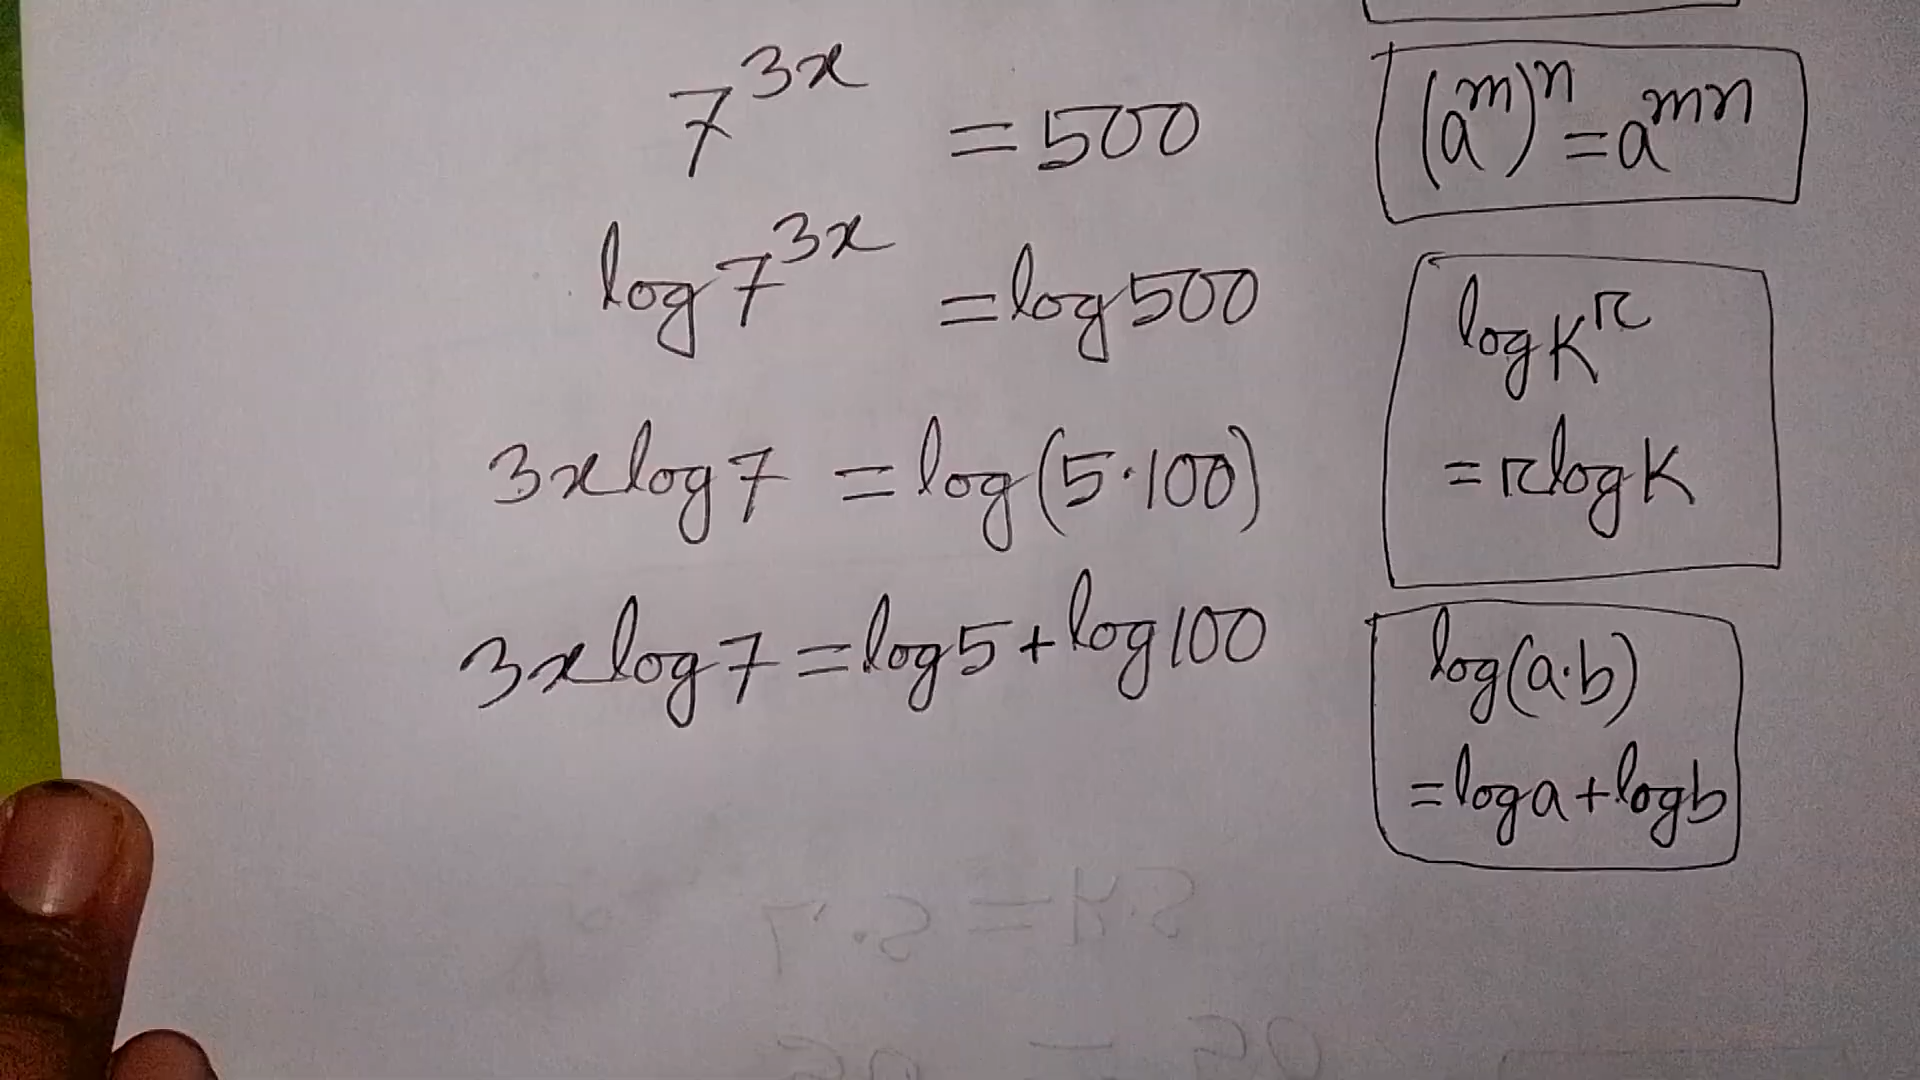 7^{3x} = 500
log 7^{3x} = log 500
3x log 7 = log(5·100)
3x log 7 = log 5 + log 100
(a^m)^n = a^{mn}
log K^r
= r log K
log(a·b)
= log a + log b